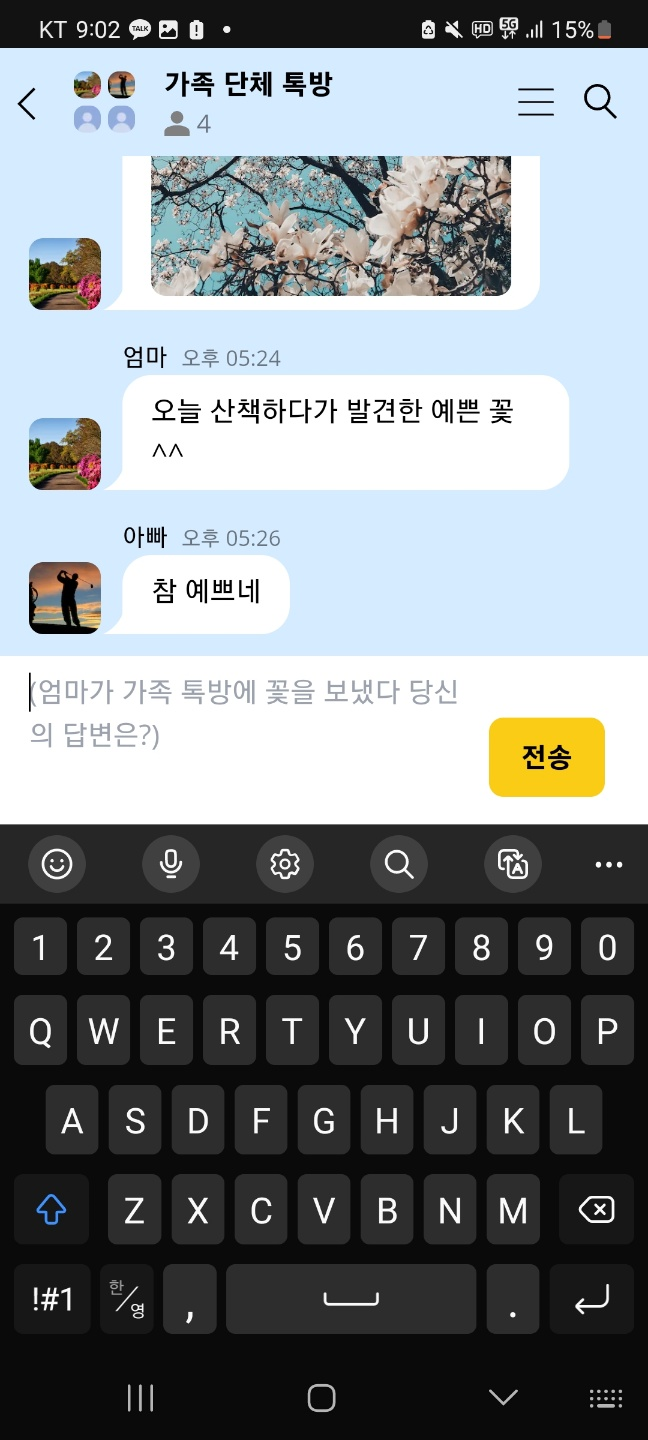 KT 9:02 TALK HD 5G 15%
가족 단체 톡방
4
엄마 오후 05:24
오늘 산책하다가 발견한 예쁜 꽃
^^
아빠 오후 05:26
참 예쁘네
(엄마가 가족 톡방에 꽃을 보냈다 당신
의 답변은?)
전송
1 2 3 4 5 6 7 8 9 0
Q W E R T Y U I O P
A S D F G H J K L
Z X C V B N M
!#1 한/영 , .